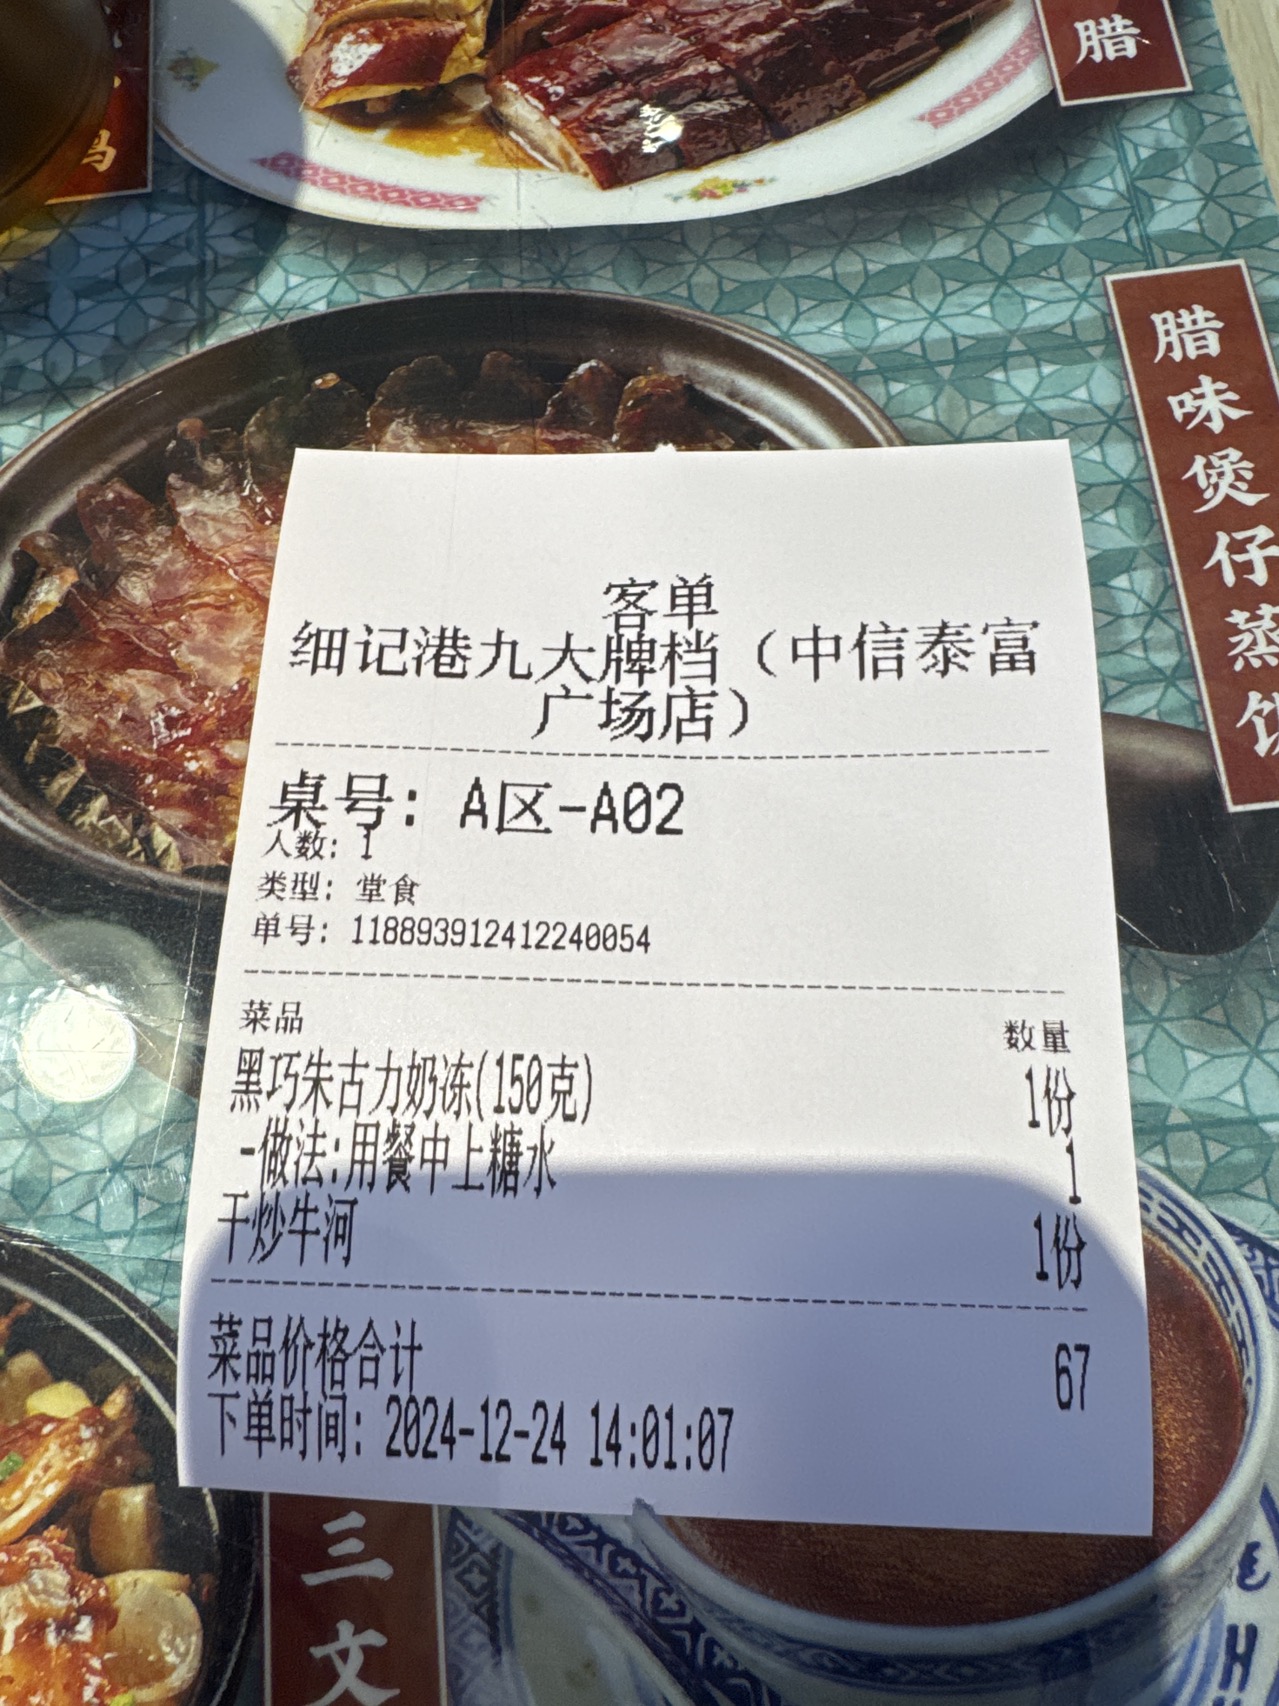 腊
鸡
腊味煲仔蒸饭
客单
细记港九大牌档（中信泰富
广场店）
桌号：A区-A02
人数：1
类型：堂食
单号：118893912412240054
菜品 数量
黑巧朱古力奶冻(150克) 1份
-做法:用餐中上糖水 1
干炒牛河 1份
菜品价格合计 67
下单时间：2024-12-24 14:01:07
三文